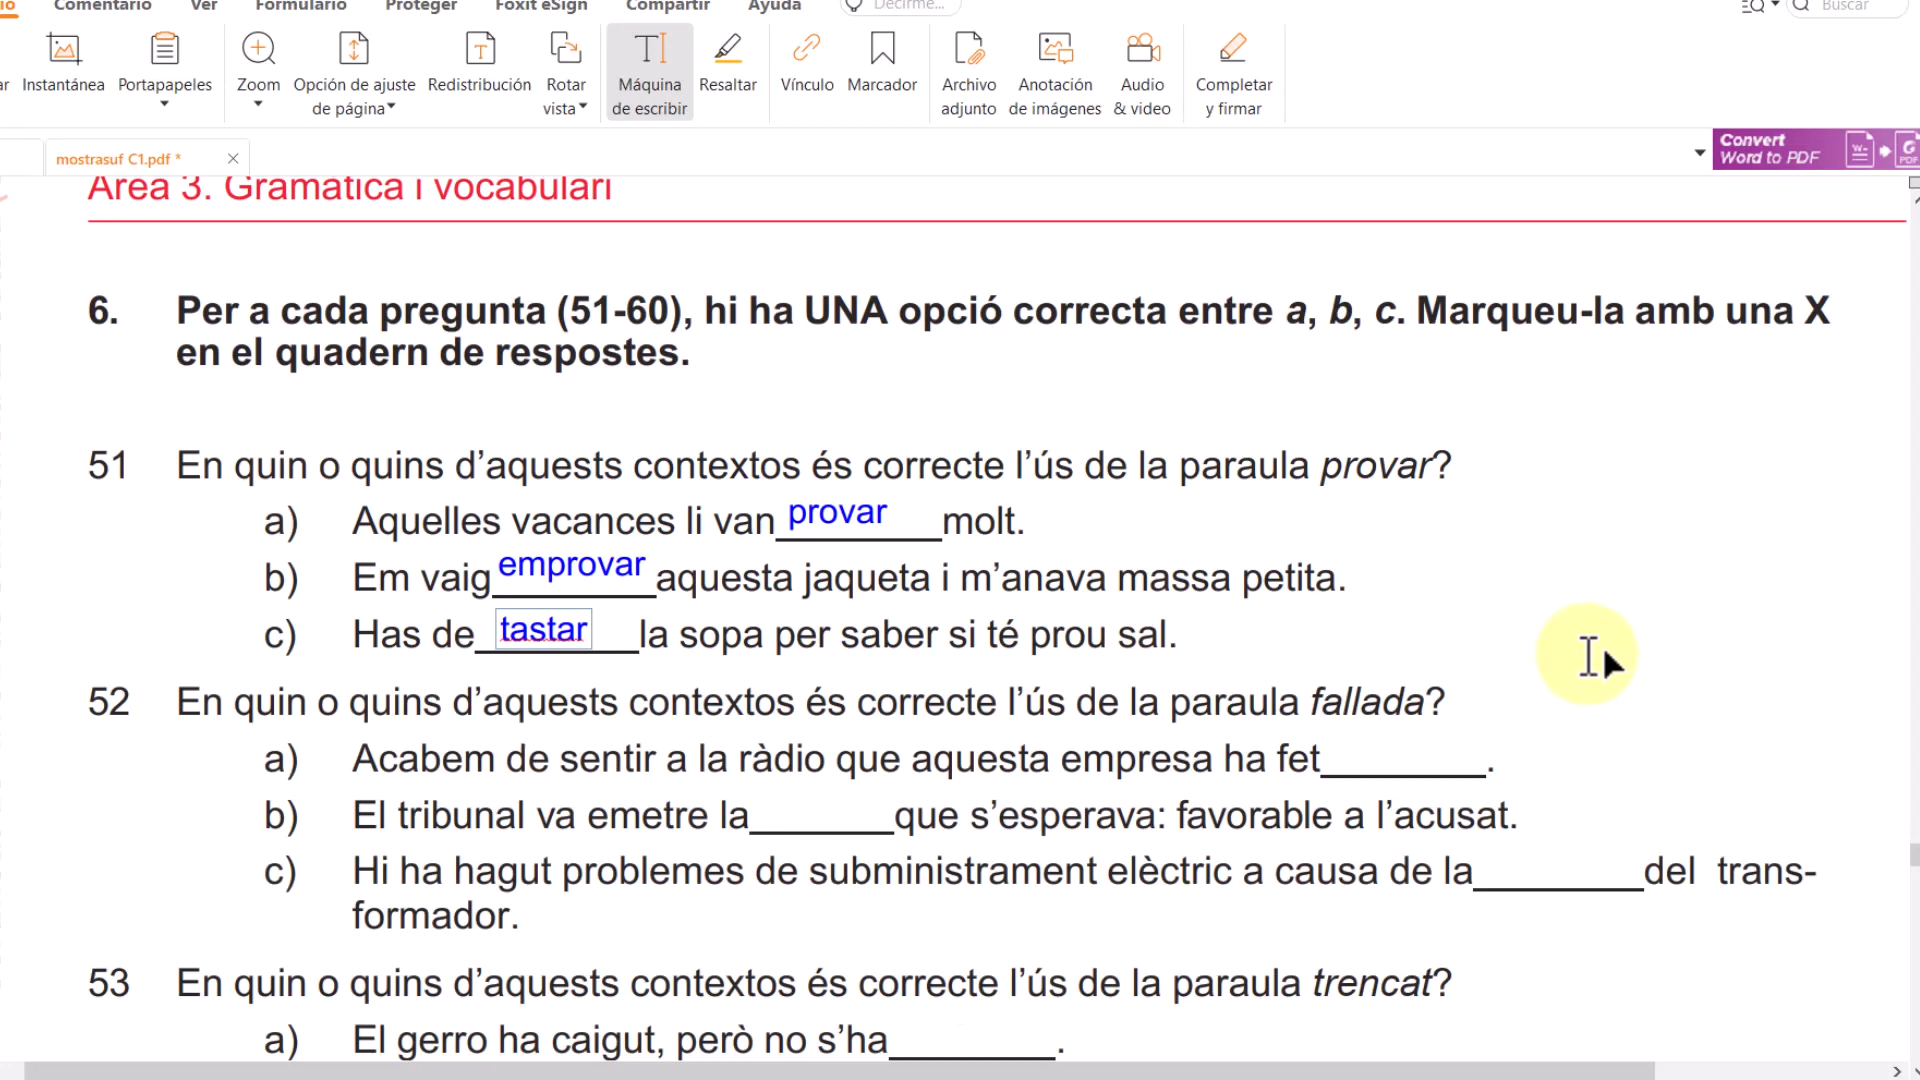 Comentario Ver Formulario Proteger Foxit eSign Compartir Ayuda Decirme... Buscar
Instantánea Portapapeles Zoom Opción de ajuste de página Redistribución Rotar vista Máquina de escribir Resaltar Vínculo Marcador Archivo adjunto Anotación de imágenes Audio & video Completar y firmar
mostrasuf C1.pdf *
Convert
Word to PDF
Àrea 3. Gramàtica i vocabulari
6. Per a cada pregunta (51-60), hi ha UNA opció correcta entre a, b, c. Marqueu-la amb una X
en el quadern de respostes.
51 En quin o quins d’aquests contextos és correcte l’ús de la paraula provar?
a) Aquelles vacances li van provar molt.
b) Em vaig emprovar aquesta jaqueta i m’anava massa petita.
c) Has de tastar la sopa per saber si té prou sal.
52 En quin o quins d’aquests contextos és correcte l’ús de la paraula fallada?
a) Acabem de sentir a la ràdio que aquesta empresa ha fet________.
b) El tribunal va emetre la_______que s’esperava: favorable a l’acusat.
c) Hi ha hagut problemes de subministrament elèctric a causa de la________del trans-
formador.
53 En quin o quins d’aquests contextos és correcte l’ús de la paraula trencat?
a) El gerro ha caigut, però no s’ha________.